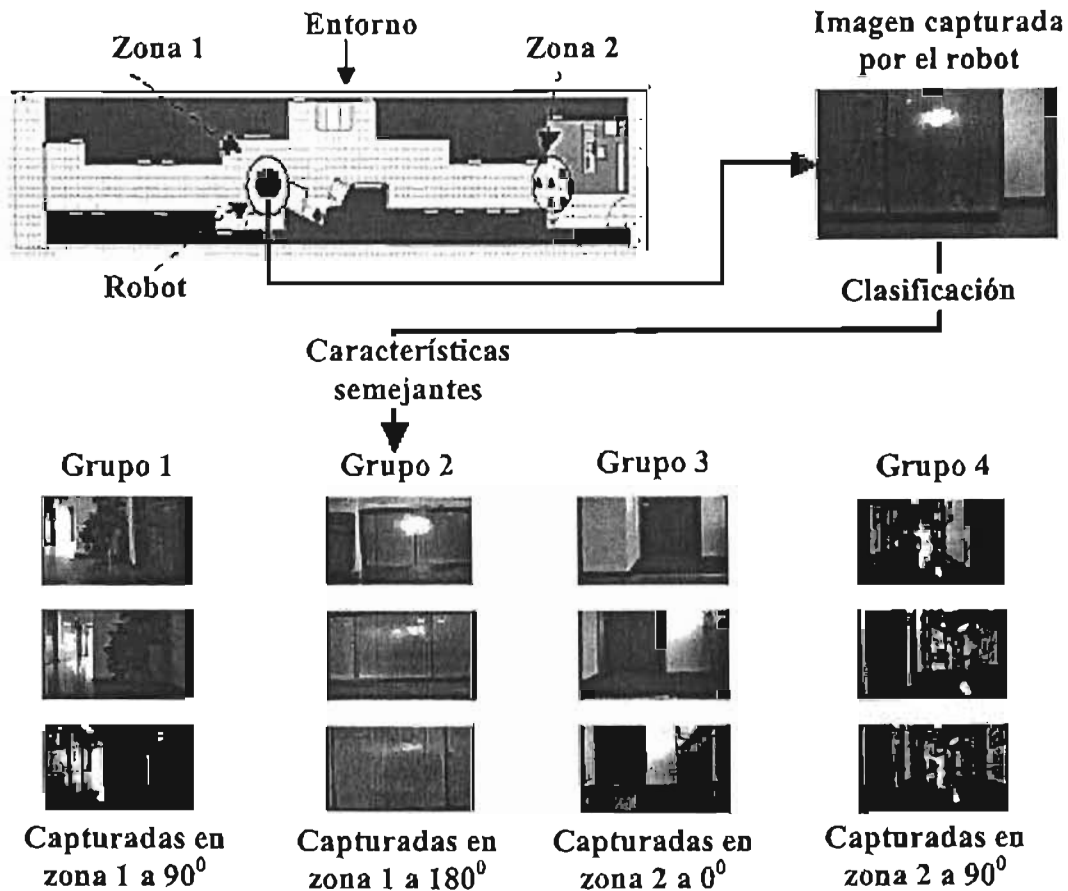 Zona 1
Entorno
Zona 2
Imagen capturada
por el robot
Robot
Clasificación
Características
semejantes
Grupo 1
Grupo 2
Grupo 3
Grupo 4
Capturadas en
zona 1 a 90⁰
Capturadas en
zona 1 a 180⁰
Capturadas en
zona 2 a 0⁰
Capturadas en
zona 2 a 90⁰